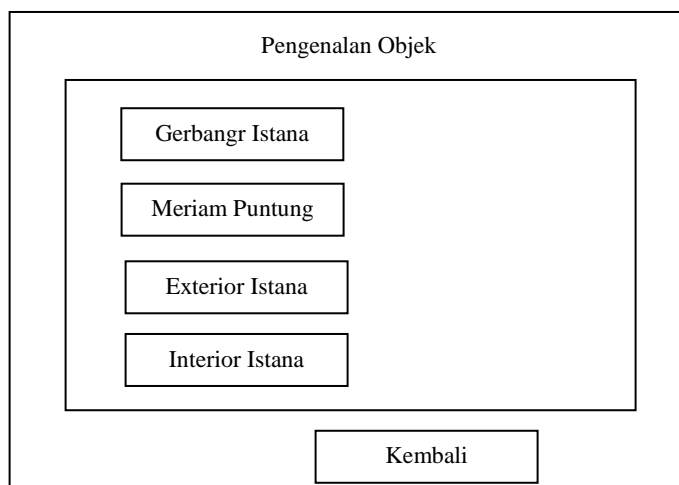 Pengenalan Objek
Gerbangr Istana
Meriam Puntung
Exterior Istana
Interior Istana
Kembali